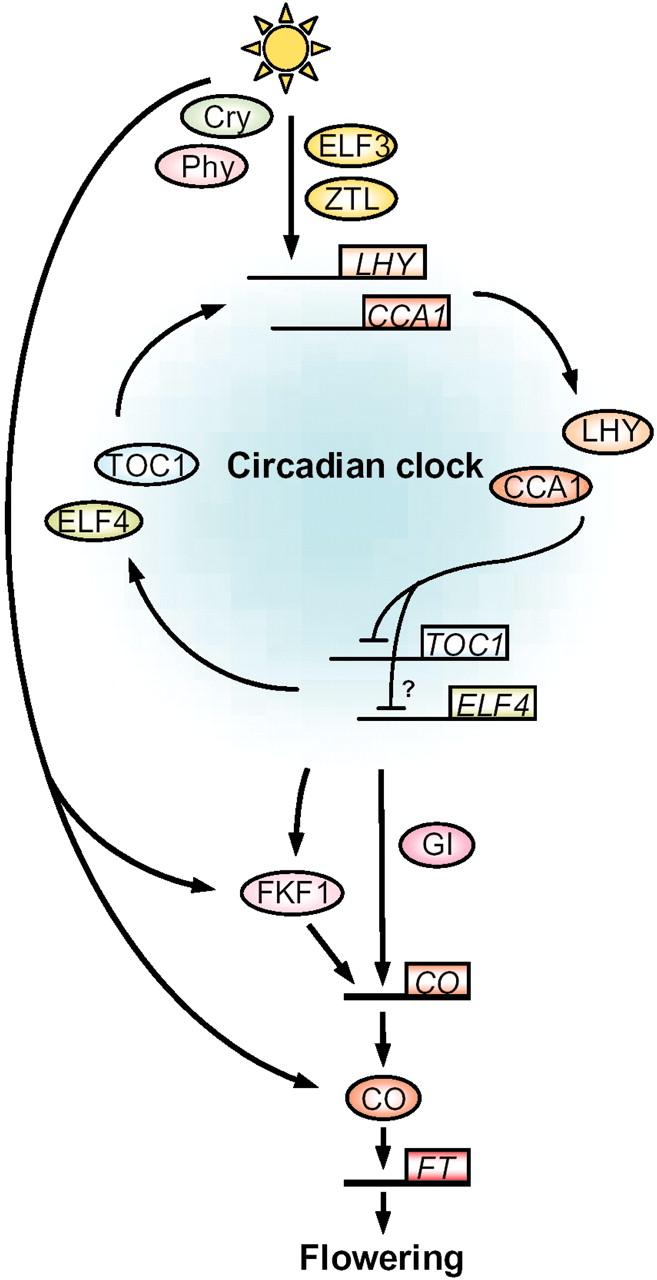 Cry
ELF3
Phy
ZTL
LHY
CCA1
LHY
TOC1
Circadian clock
CCA1
ELF4
TOC1
?
ELF4
GI
FKF1
CO
CO
FT
Flowering